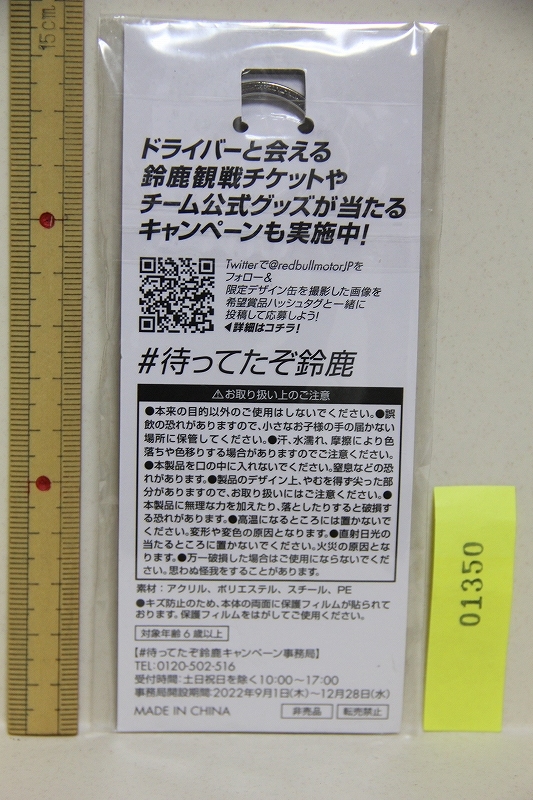 15cm
ドライバーと会える
鈴鹿観戦チケットや
チーム公式グッズが当たる
キャンペーンも実施中!
Twitterで@redbullmotorJPを
フォロー&
限定デザイン缶を撮影した画像を
希望賞品ハッシュタグと一緒に
投稿して応募しよう!
◀詳細はコチラ!
#待ってたぞ鈴鹿
⚠お取り扱い上のご注意
●本来の目的以外のご使用はしないでください。●誤
飲の恐れがありますので、小さなお子様の手の届かない
場所に保管してください。●汗、水濡れ、摩擦により色
落ちや色移りする場合がありますのでご注意ください。
●本製品を口の中に入れないでください。窒息などの恐
れがあります。●製品のデザイン上、やむを得ず尖った部
分がありますので、お取り扱いにはご注意ください。●
本製品に無理な力を加えたり、落としたりすると破損す
る恐れがあります。●高温になるところには置かないで
ください。変形や変色の原因となります。●直射日光の
当たるところに置かないでください。火災の原因とな
ります。●万一破損した場合はご使用にならないでくだ
さい。思わぬ怪我をすることがあります。
素材:アクリル、ポリエステル、スチール、PE
●キズ防止のため、本体の両面に保護フィルムが貼られて
おります。保護フィルムをはがしてご使用ください。
対象年齢6歳以上
【#待ってたぞ鈴鹿キャンペーン事務局】
TEL:0120-502-516
受付時間:土日祝日を除く10:00〜17:00
事務局開設期間:2022年9月1日(木)〜12月28日(水)
MADE IN CHINA 非売品 転売禁止
01350